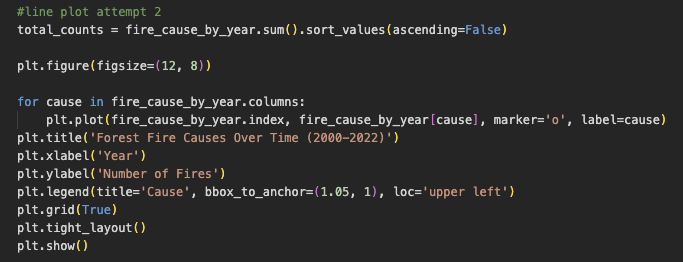 #line plot attempt 2
total_counts = fire_cause_by_year.sum().sort_values(ascending=False)
plt.figure(figsize=(12, 8))
for cause in fire_cause_by_year.columns:
    plt.plot(fire_cause_by_year.index, fire_cause_by_year[cause], marker='o', label=cause)
plt.title('Forest Fire Causes Over Time (2000-2022)')
plt.xlabel('Year')
plt.ylabel('Number of Fires')
plt.legend(title='Cause', bbox_to_anchor=(1.05, 1), loc='upper left')
plt.grid(True)
plt.tight_layout()
plt.show()